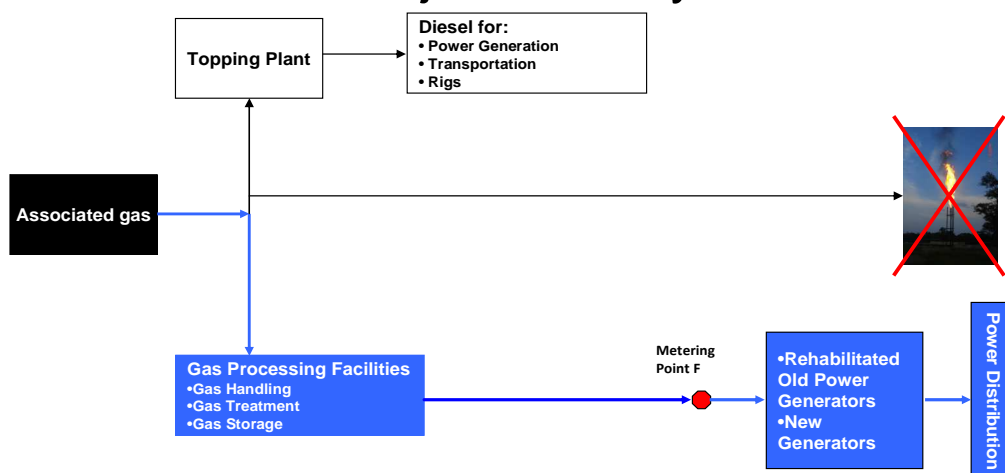 Diesel for:
• Power Generation
• Transportation
• Rigs
Topping Plant
Associated gas
Gas Processing Facilities
•Gas Handling
•Gas Treatment
•Gas Storage
Metering
Point F
•Rehabilitated
Old Power
Generators
•New
Generators
Power Distribution